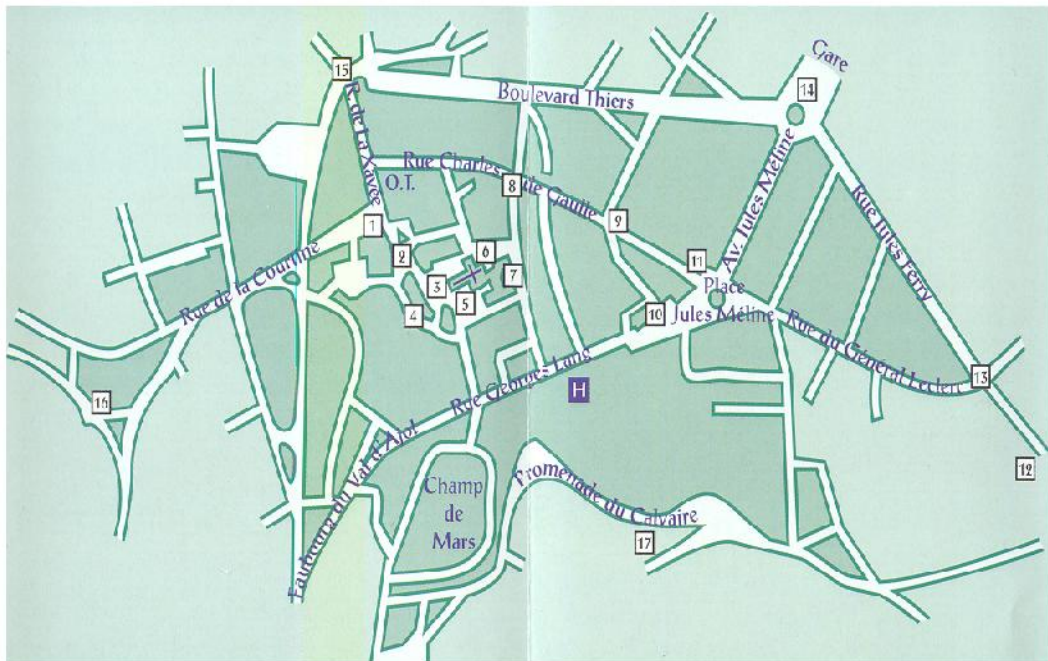 Gare
15
14
Boulevard Thiers
R. de La Xavée
Rue Charles de Gaulle
O.T.
Av. Jules Méline
8
9
1
Rue Jules Ferry
6
2
11
7
3
Place
Jules Méline
Rue de la Courtine
5
4
10
Rue du Général Leclerc
Rue Georges Lang
13
H
16
Faubourg du Val d'Ajol
12
Champ
de
Mars
Promenade du Calvaire
17